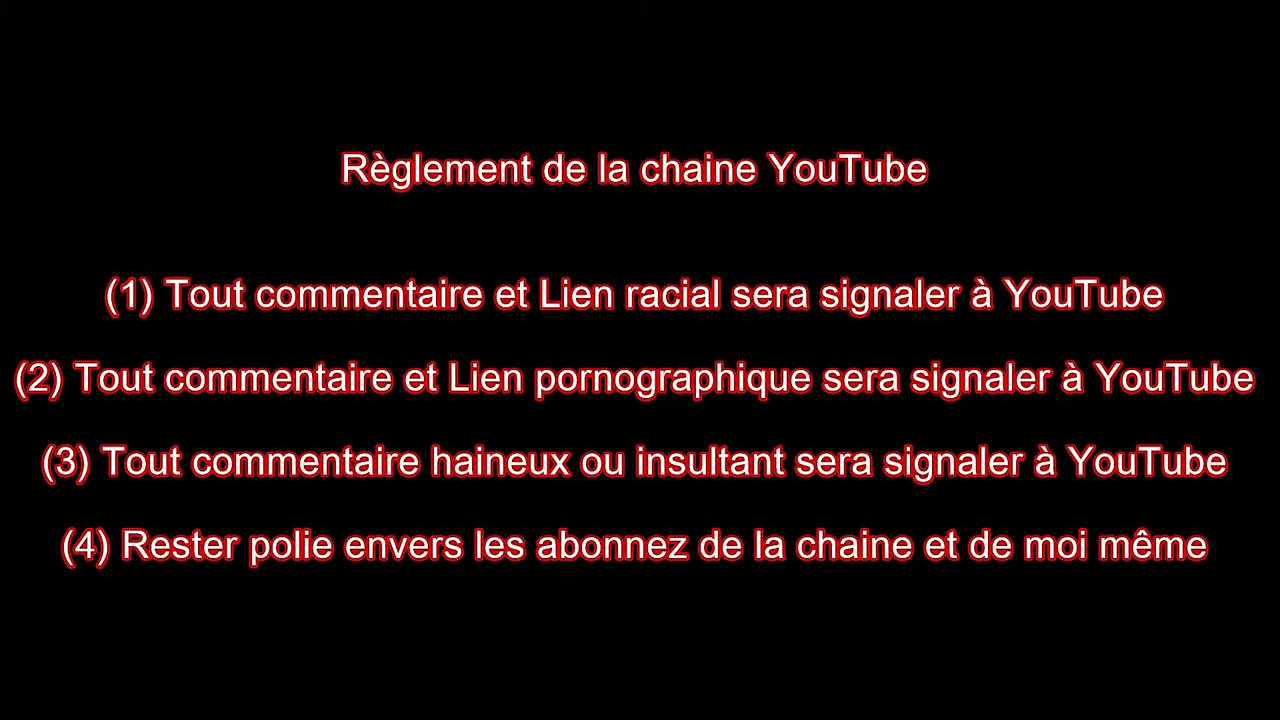 Règlement de la chaine YouTube
(1) Tout commentaire et Lien racial sera signaler à YouTube
(2) Tout commentaire et Lien pornographique sera signaler à YouTube
(3) Tout commentaire haineux ou insultant sera signaler à YouTube
(4) Rester polie envers les abonnez de la chaine et de moi même